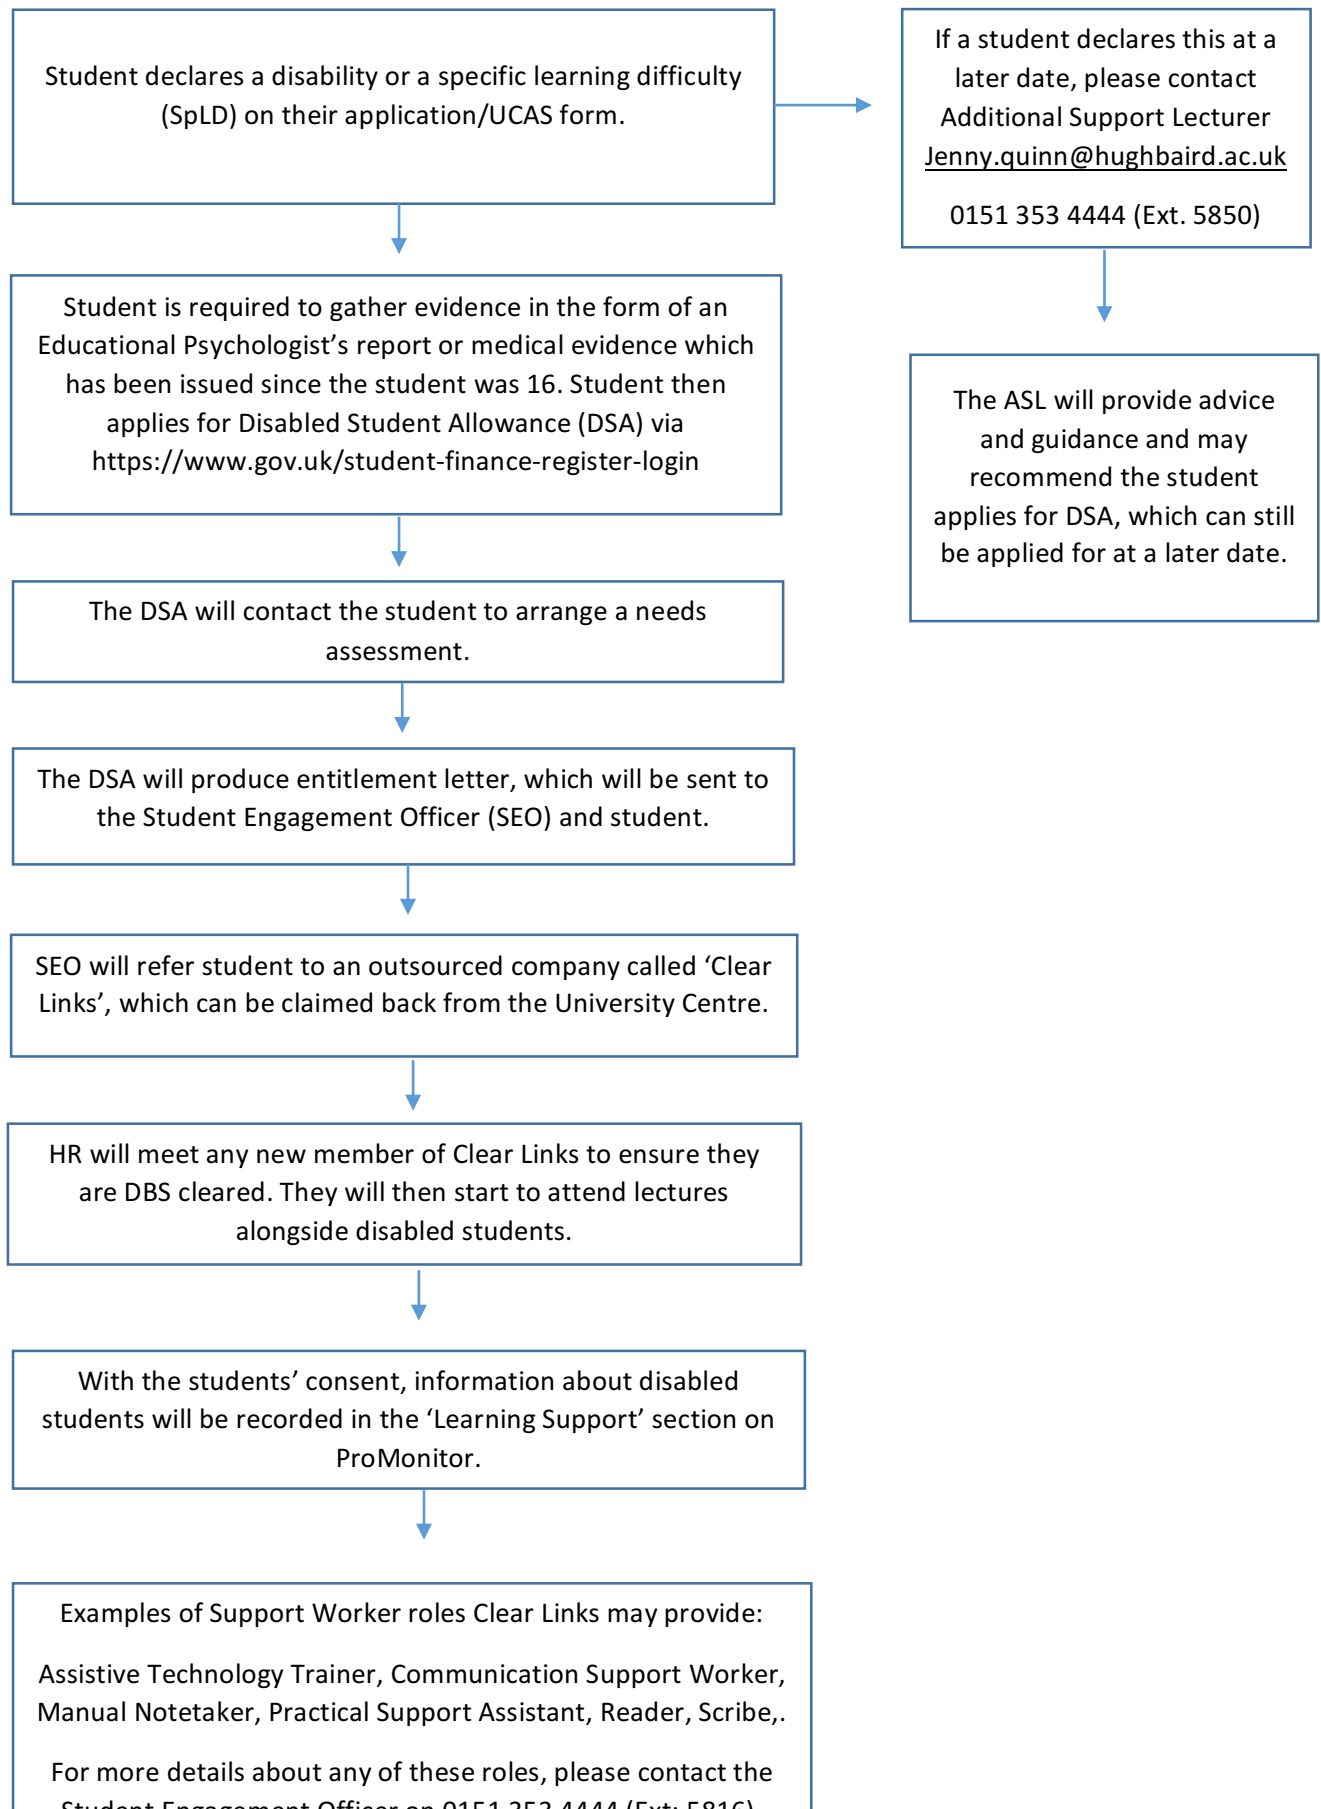 Student declares a disability or a specific learning difficulty
(SpLD) on their application/UCAS form.
If a student declares this at a
later date, please contact
Additional Support Lecturer
Jenny.quinn@hughbaird.ac.uk
0151 353 4444 (Ext. 5850)
Student is required to gather evidence in the form of an
Educational Psychologist’s report or medical evidence which
has been issued since the student was 16. Student then
applies for Disabled Student Allowance (DSA) via
https://www.gov.uk/student-finance-register-login
The ASL will provide advice
and guidance and may
recommend the student
applies for DSA, which can still
be applied for at a later date.
The DSA will contact the student to arrange a needs
assessment.
The DSA will produce entitlement letter, which will be sent to
the Student Engagement Officer (SEO) and student.
SEO will refer student to an outsourced company called ‘Clear
Links’, which can be claimed back from the University Centre.
HR will meet any new member of Clear Links to ensure they
are DBS cleared. They will then start to attend lectures
alongside disabled students.
With the students’ consent, information about disabled
students will be recorded in the ‘Learning Support’ section on
ProMonitor.
Examples of Support Worker roles Clear Links may provide:
Assistive Technology Trainer, Communication Support Worker,
Manual Notetaker, Practical Support Assistant, Reader, Scribe,.
For more details about any of these roles, please contact the
Student Engagement Officer on 0151 353 4444 (Ext: 5816)